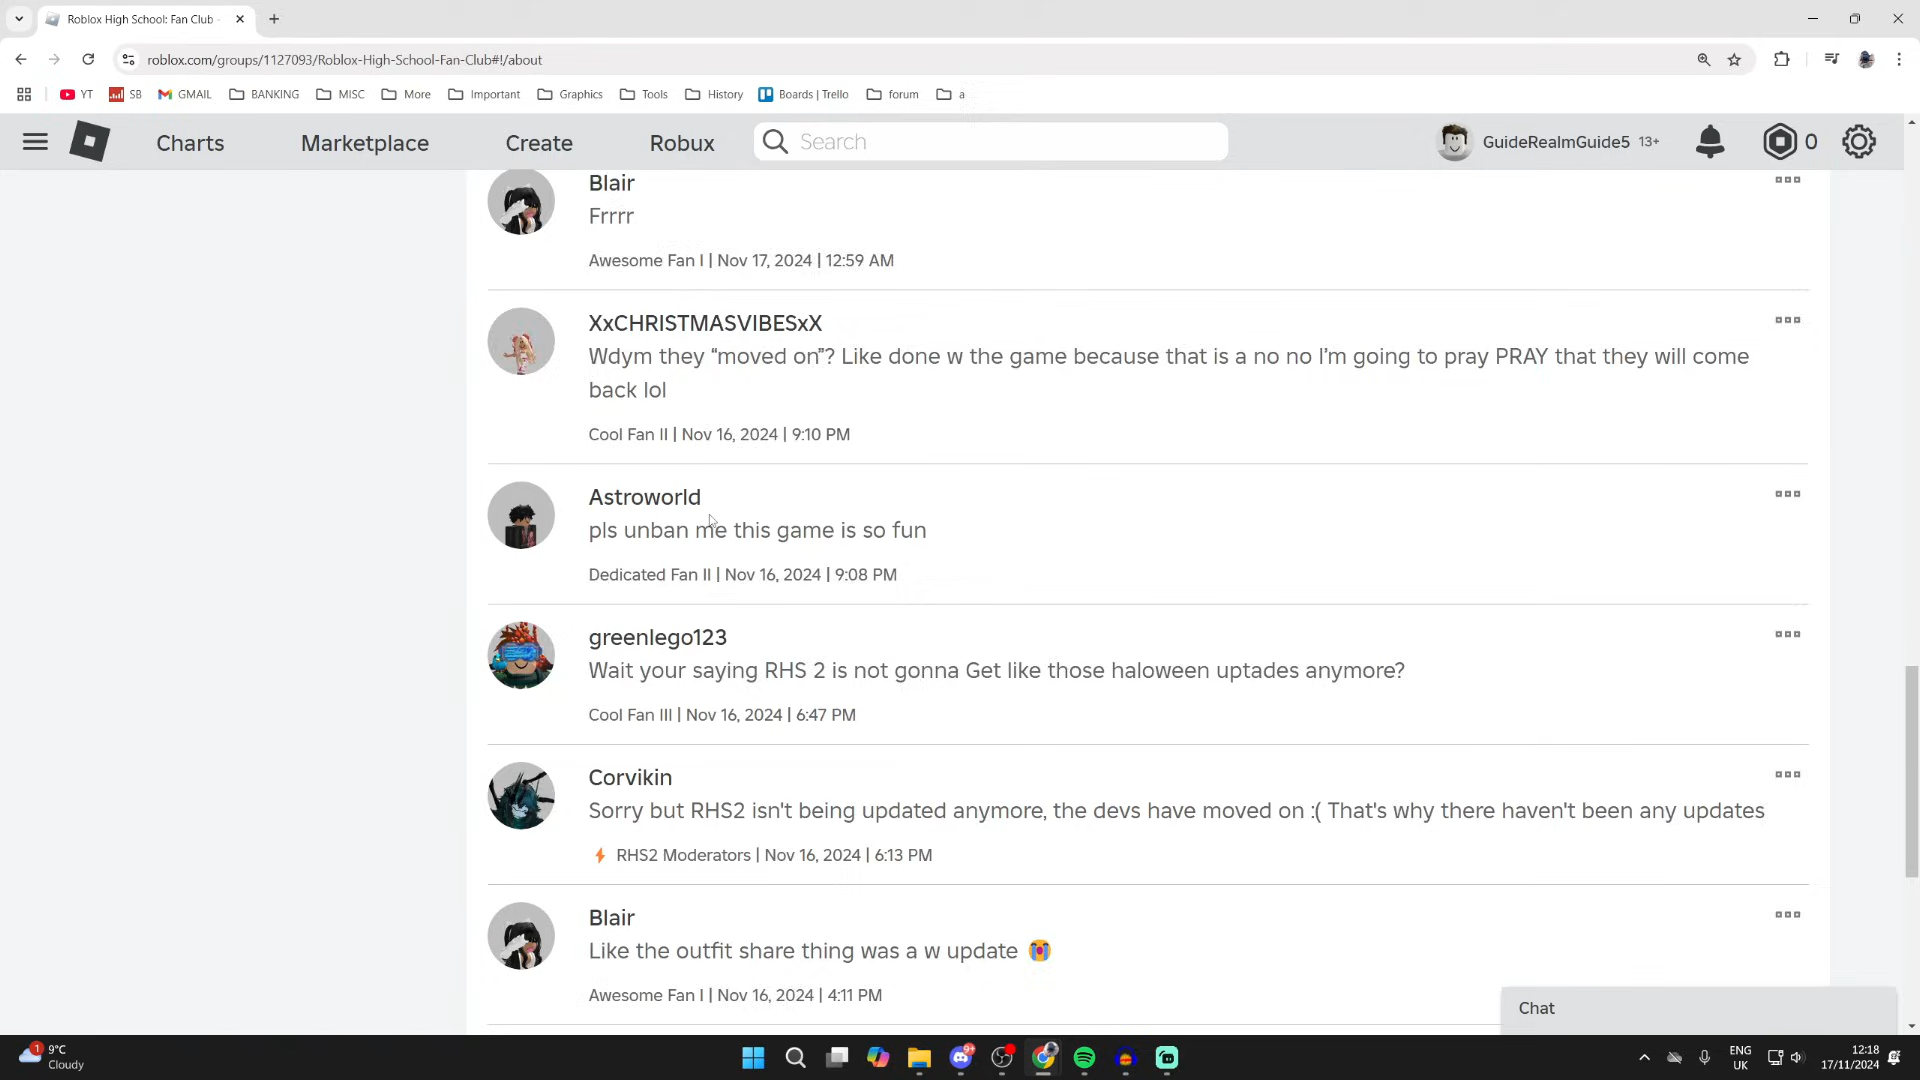 Roblox High School: Fan Club -
roblox.com/groups/1127093/Roblox-High-School-Fan-Club#!/about
YT SB GMAIL BANKING MISC More Important Graphics Tools History Boards | Trello forum a
Charts Marketplace Create Robux Search GuideRealmGuide5 13+ 0
Blair
Frrrr
Awesome Fan I | Nov 17, 2024 | 12:59 AM
XxCHRISTMASVIBESxX
Wdym they “moved on”? Like done w the game because that is a no no I’m going to pray PRAY that they will come
back lol
Cool Fan II | Nov 16, 2024 | 9:10 PM
Astroworld
pls unban me this game is so fun
Dedicated Fan II | Nov 16, 2024 | 9:08 PM
greenlego123
Wait your saying RHS 2 is not gonna Get like those haloween uptades anymore?
Cool Fan III | Nov 16, 2024 | 6:47 PM
Corvikin
Sorry but RHS2 isn't being updated anymore, the devs have moved on :( That's why there haven't been any updates
RHS2 Moderators | Nov 16, 2024 | 6:13 PM
Blair
Like the outfit share thing was a w update 😭
Awesome Fan I | Nov 16, 2024 | 4:11 PM
Chat
1 9°C
Cloudy
9+
ENG
UK
12:18
17/11/2024